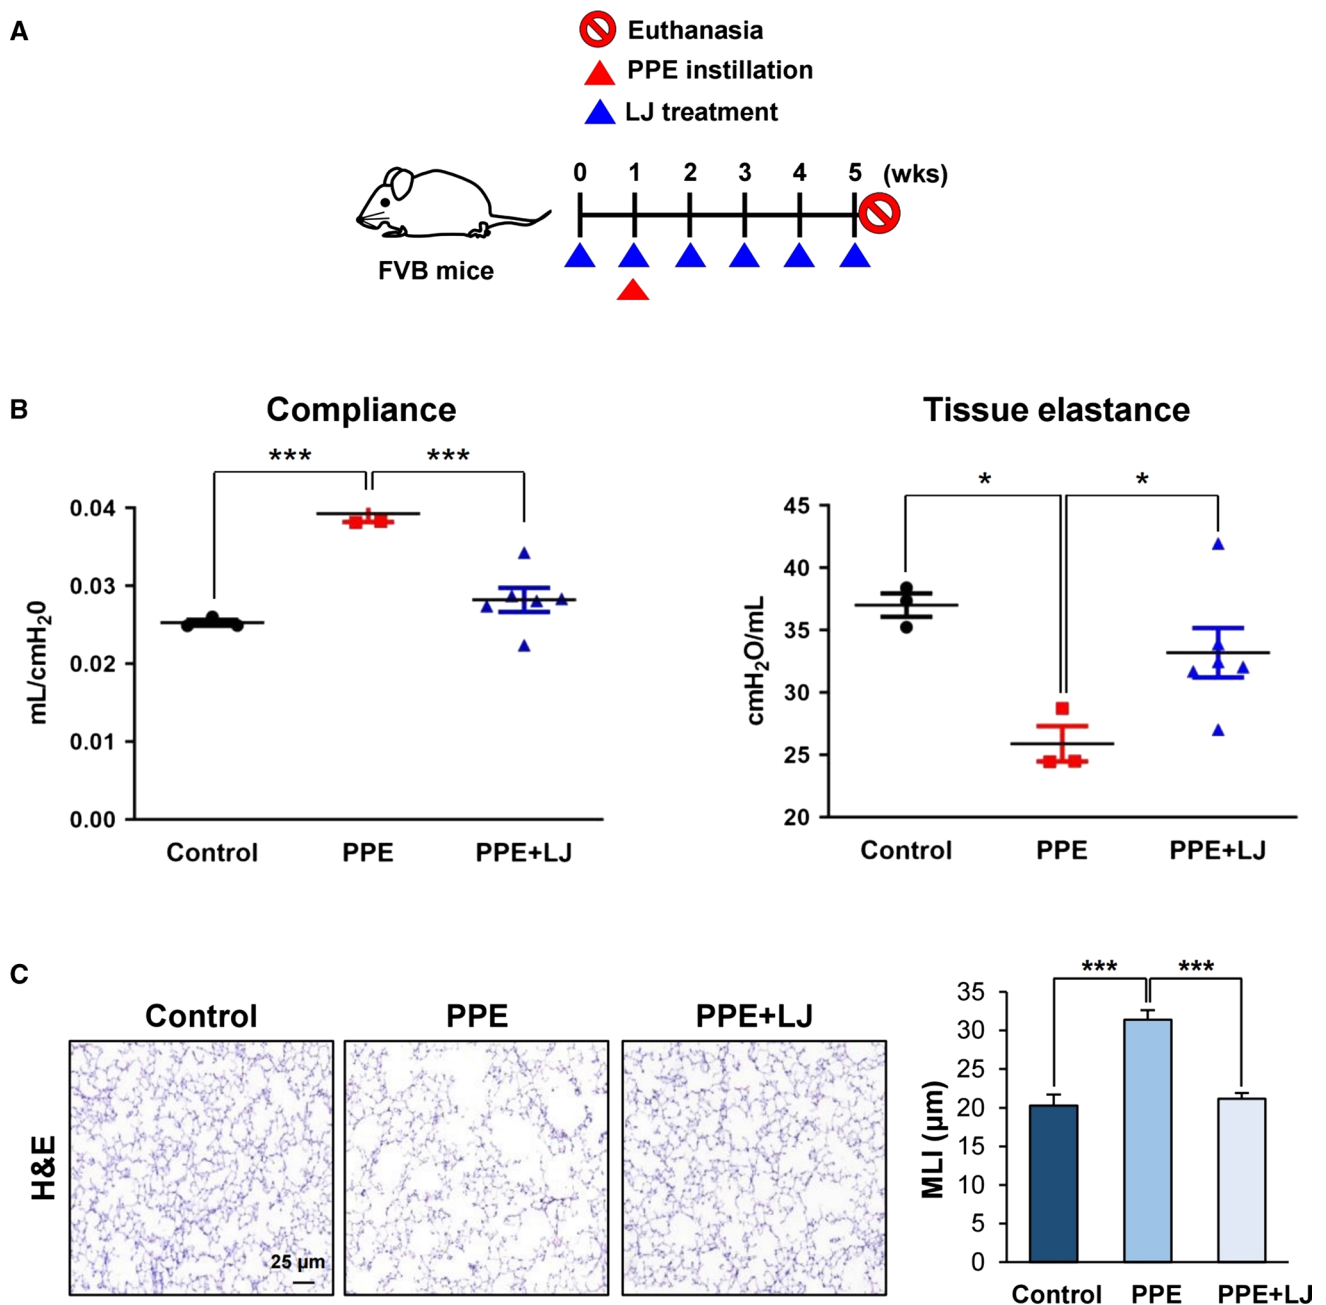 A
Euthanasia
PPE instillation
LJ treatment
0 1 2 3 4 5 (wks)
FVB mice
B
Compliance
*** ***
mL/cmH20
0.04
0.03
0.02
0.01
0.00
Control PPE PPE+LJ
Tissue elastance
* *
cmH2O/mL
45
40
35
30
25
20
Control PPE PPE+LJ
C
Control PPE PPE+LJ
H&E
25 µm
*** ***
MLI (µm)
35
30
25
20
15
10
5
0
Control PPE PPE+LJ